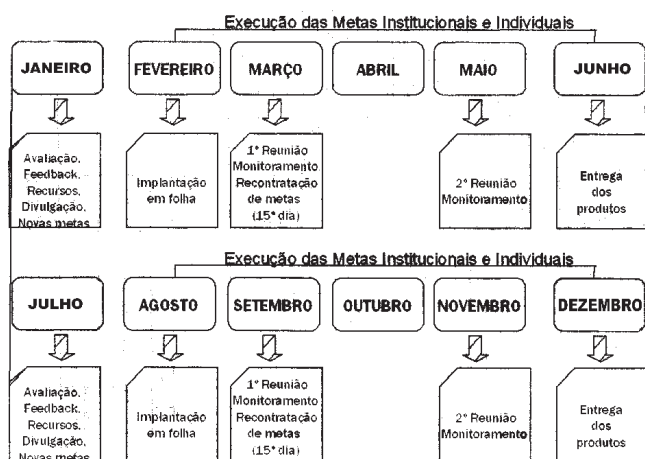 Execução das Metas Institucionais e Individuais
JANEIRO
FEVEREIRO
MARÇO
ABRIL
MAIO
JUNHO
Avaliação,
Feedback,
Recursos,
Divulgação,
Novas metas
Implantação
em folha
1ª Reunião
Monitoramento
Recontratação
de metas
(15º dia)
2ª Reunião
Monitoramento
Entrega
dos
produtos
Execução das Metas Institucionais e Individuais
JULHO
AGOSTO
SETEMBRO
OUTUBRO
NOVEMBRO
DEZEMBRO
Avaliação,
Feedback,
Recursos,
Divulgação,
Novas metas
Implantação
em folha
1ª Reunião
Monitoramento
Recontratação
de metas
(15º dia)
2ª Reunião
Monitoramento
Entrega
dos
produtos